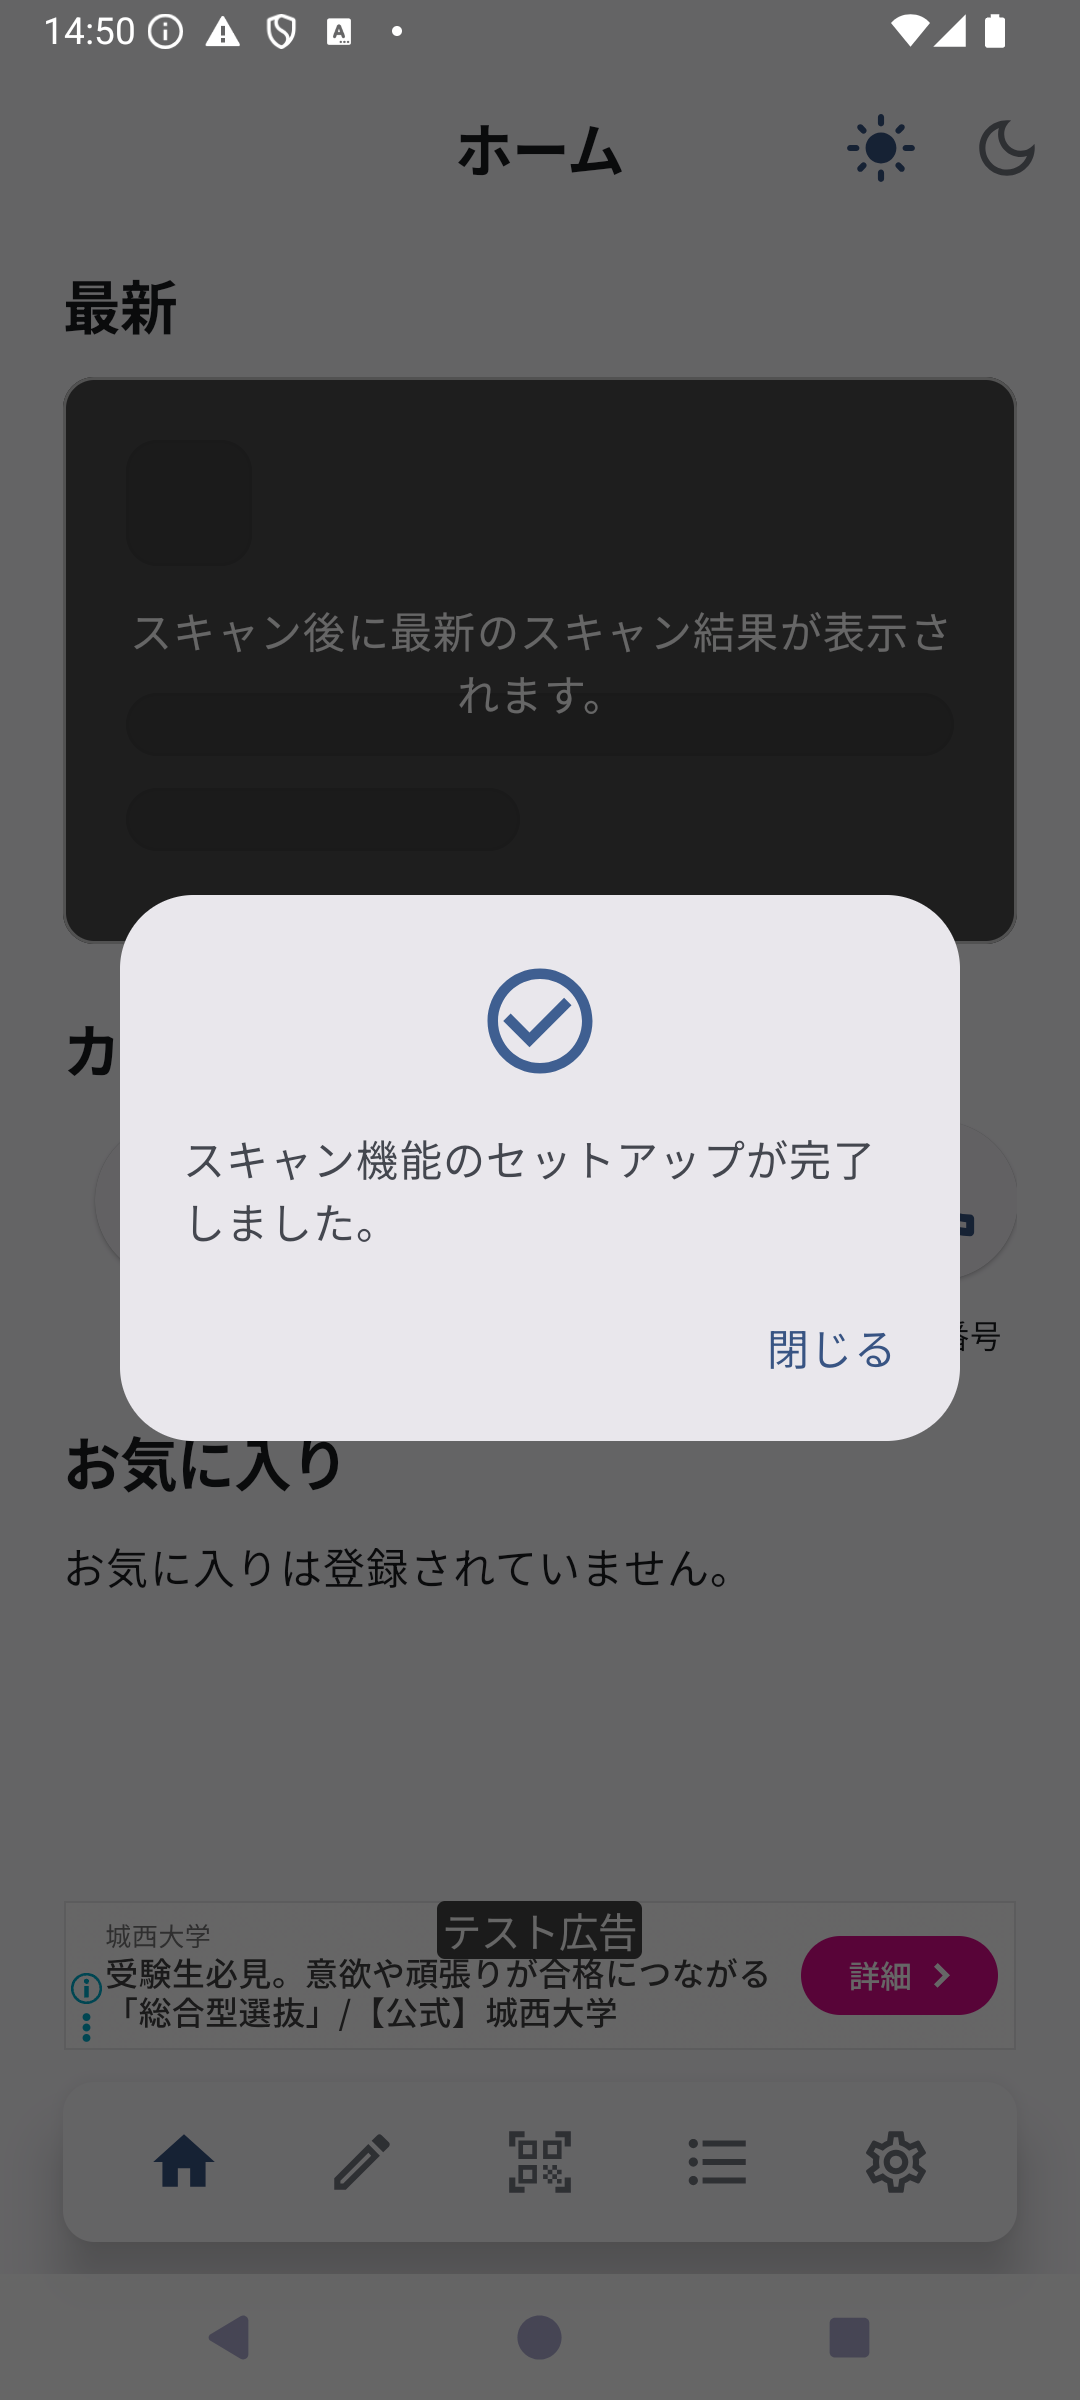 14:50
ホーム
最新
スキャン後に最新のスキャン結果が表示さ
れます。
カ
スキャン機能のセットアップが完了
しました。
閉じる
番号
お気に入り
お気に入りは登録されていません。
テスト広告
城西大学
受験生必見。意欲や頑張りが合格につながる
「総合型選抜」/【公式】城西大学
詳細